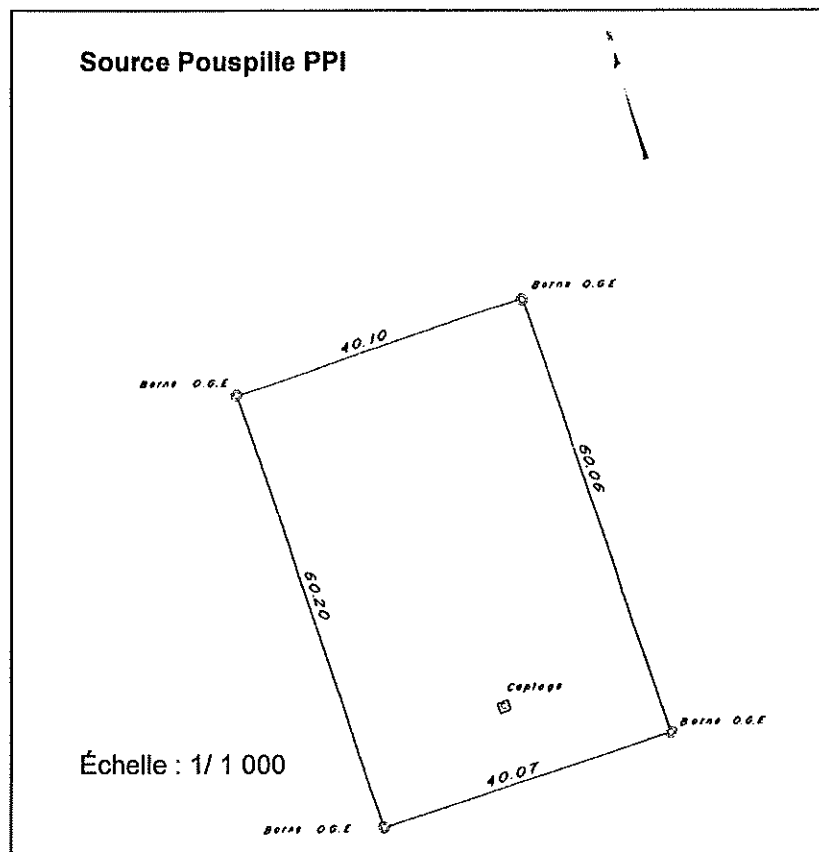 Source Pouspille PPI
Borne O.G.E
40.10
Borne O.G.E
60.06
60.20
Captage
Borne O.G.E
Échelle : 1/ 1 000
40.07
Borne O.G.E